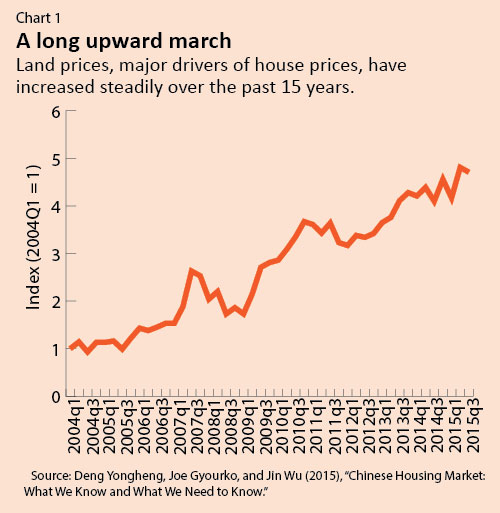 Chart 1
A long upward march
Land prices, major drivers of house prices, have
increased steadily over the past 15 years.
Index (2004Q1 = 1)
6
5
4
3
2
1
0
2004q1
2004q3
2005q1
2005q3
2006q1
2006q3
2007q1
2007q3
2008q1
2008q3
2009q1
2009q3
2010q1
2010q3
2011q1
2011q3
2012q1
2012q3
2013q1
2013q3
2014q1
2014q3
2015q1
2015q3
Source: Deng Yongheng, Joe Gyourko, and Jin Wu (2015), “Chinese Housing Market:
What We Know and What We Need to Know.”